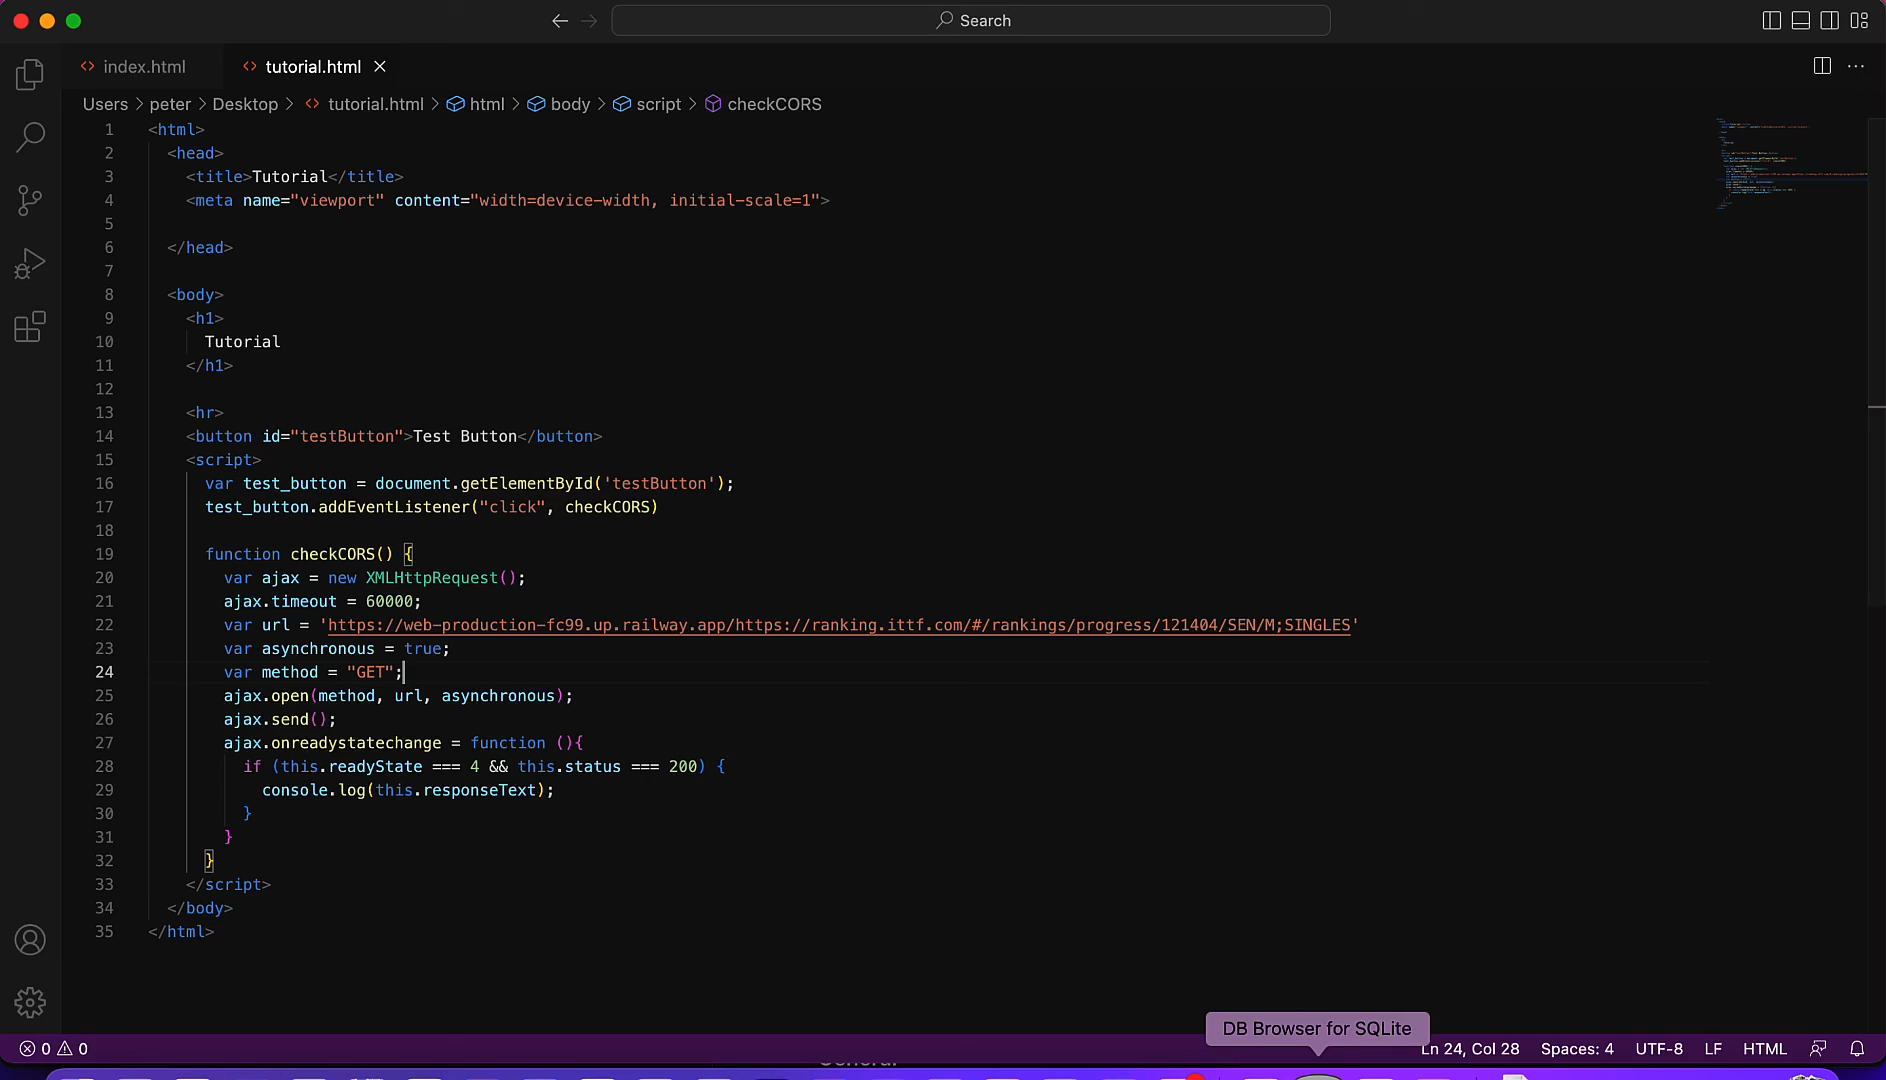 Search
index.html
tutorial.html
Users > peter > Desktop > tutorial.html > html > body > script > checkCORS
1 <html>
2 <head>
3 <title>Tutorial</title>
4 <meta name="viewport" content="width=device-width, initial-scale=1">
5
6 </head>
7
8 <body>
9 <h1>
10 Tutorial
11 </h1>
12
13 <hr>
14 <button id="testButton">Test Button</button>
15 <script>
16 var test_button = document.getElementById('testButton');
17 test_button.addEventListener("click", checkCORS)
18
19 function checkCORS() {
20 var ajax = new XMLHttpRequest();
21 ajax.timeout = 60000;
22 var url = 'https://web-production-fc99.up.railway.app/https://ranking.ittf.com/#/rankings/progress/121404/SEN/M;SINGLES'
23 var asynchronous = true;
24 var method = "GET";
25 ajax.open(method, url, asynchronous);
26 ajax.send();
27 ajax.onreadystatechange = function (){
28 if (this.readyState === 4 && this.status === 200) {
29 console.log(this.responseText);
30 }
31 }
32 }
33 </script>
34 </body>
35 </html>
DB Browser for SQLite
0 0
Ln 24, Col 28 Spaces: 4 UTF-8 LF HTML